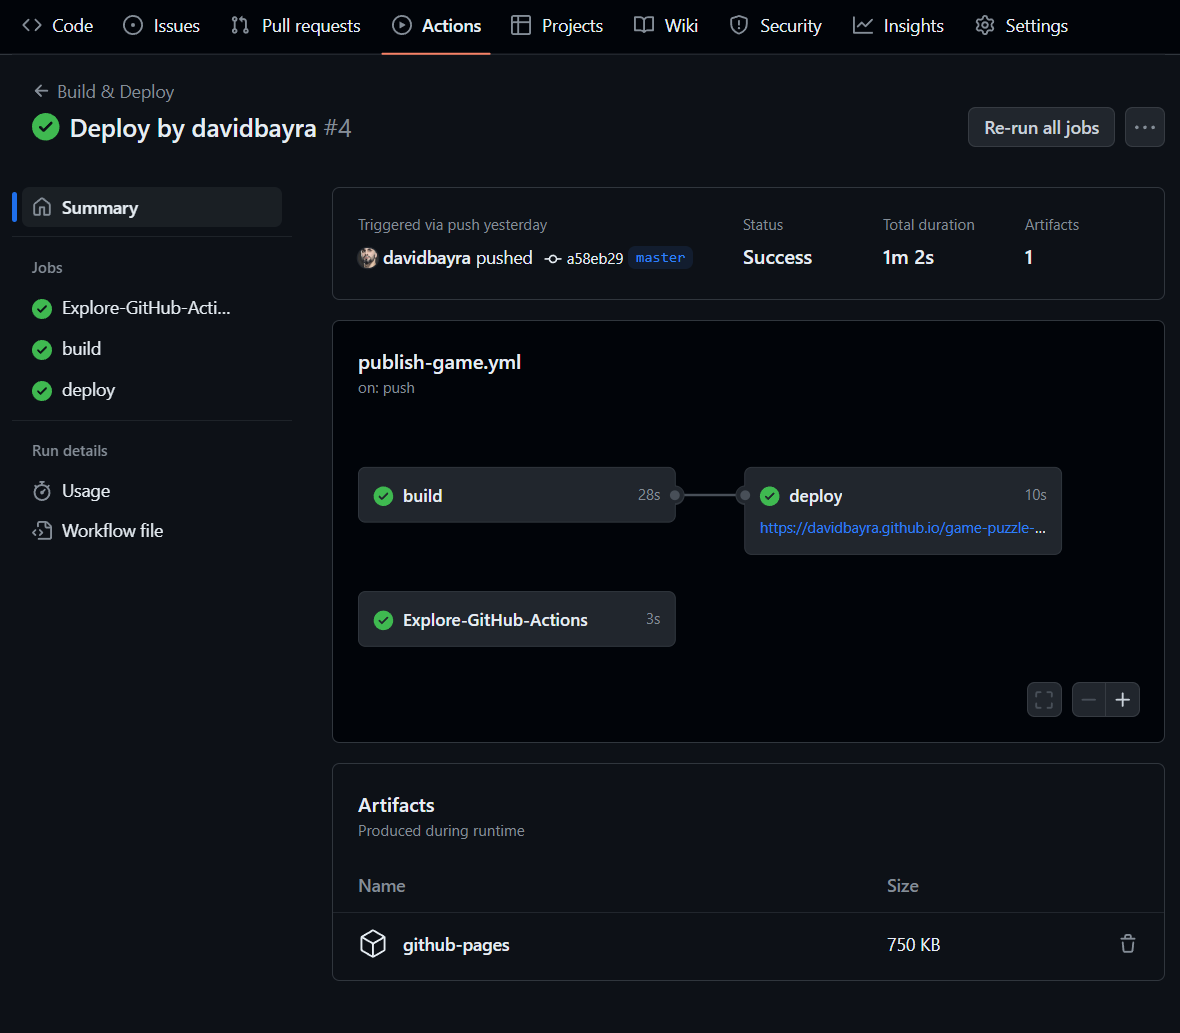 Code Issues Pull requests Actions Projects Wiki Security Insights Settings
Build & Deploy
Deploy by davidbayra #4
Re-run all jobs
Summary
Jobs
Explore-GitHub-Acti...
build
deploy
Run details
Usage
Workflow file
Triggered via push yesterday
davidbayra pushed a58eb29 master
Status
Success
Total duration
1m 2s
Artifacts
1
publish-game.yml
on: push
build 28s
deploy 10s
https://davidbayra.github.io/game-puzzle-...
Explore-GitHub-Actions 3s
Artifacts
Produced during runtime
Name Size
github-pages 750 KB